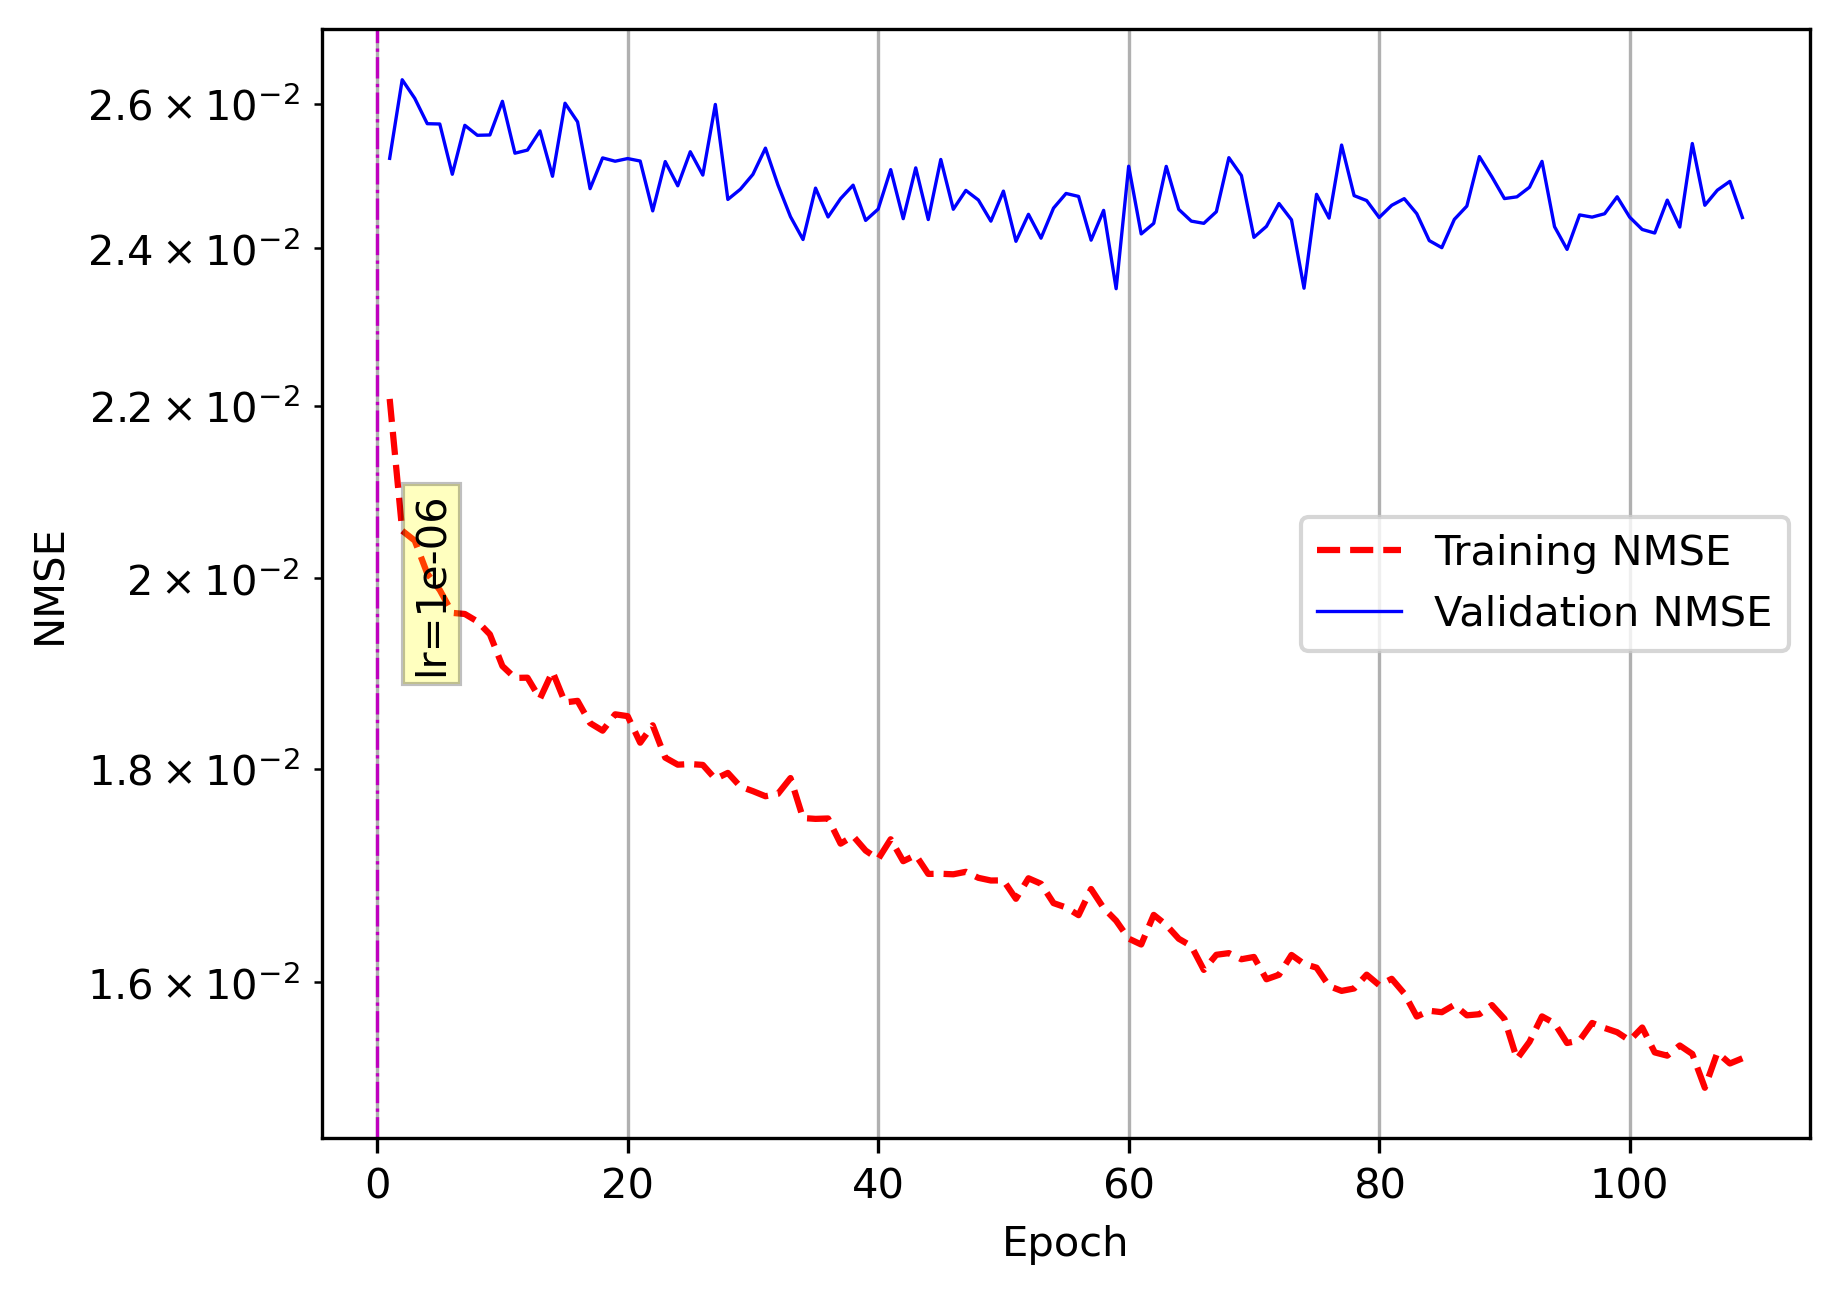 2.6 × 10⁻²
2.4 × 10⁻²
2.2 × 10⁻²
2 × 10⁻²
1.8 × 10⁻²
1.6 × 10⁻²
NMSE
lr=1e-06
Training NMSE
Validation NMSE
0 20 40 60 80 100
Epoch